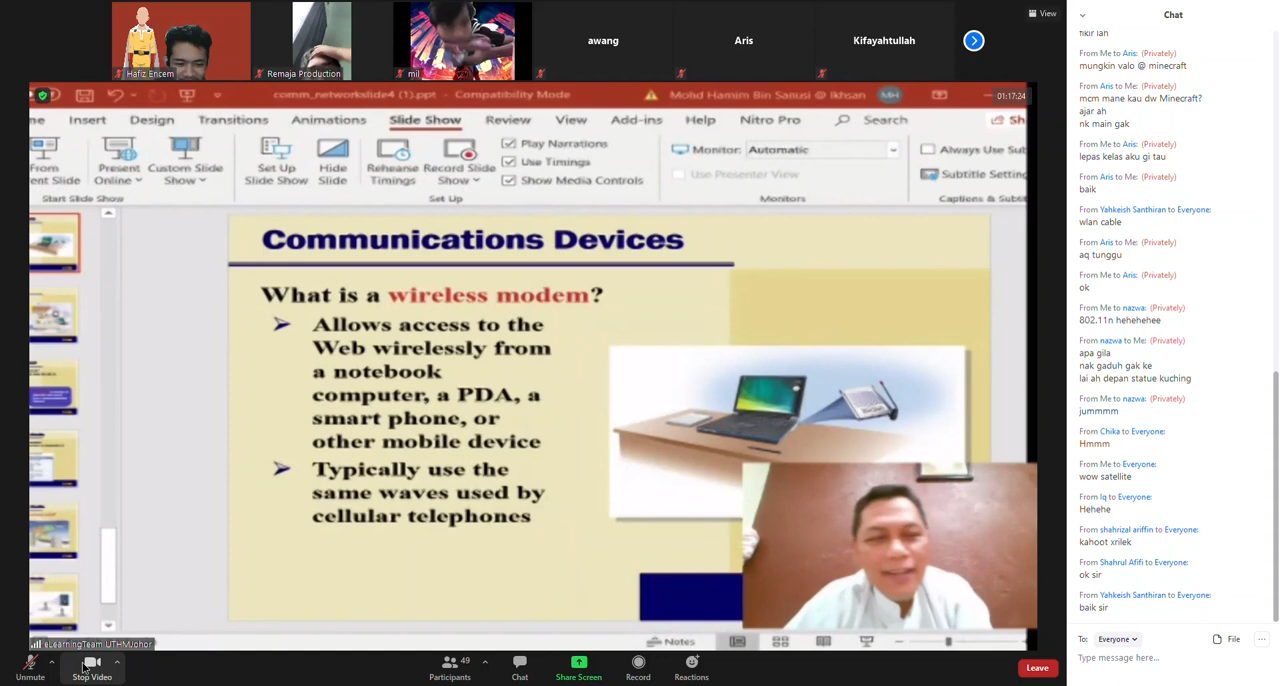 View
Hafiz Encem
Remaja Production
mil
awang
Aris
Kifayahtullah
comm_networkslide4 (1).ppt - Compatibility Mode
Mohd Hamim Bin Sanusi @ Ikhsan
MH
01:17:24
me Insert Design Transitions Animations Slide Show Review View Add-ins Help Nitro Pro Search Sh
From
ent Slide
Present
Online
Custom Slide
Show
Set Up
Slide Show
Hide
Slide
Rehearse
Timings
Record Slide
Show
Play Narrations
Use Timings
Show Media Controls
Monitor: Automatic
Use Presenter View
Always Use Sub
Subtitle Setting
Start Slide Show
Set Up
Monitors
Captions & Subtit
Communications Devices
What is a wireless modem?
Allows access to the
Web wirelessly from
a notebook
computer, a PDA, a
smart phone, or
other mobile device
Typically use the
same waves used by
cellular telephones
Notes
eLearningTeam UTHMJohor
Unmute
Stop Video
49
Participants
Chat
Share Screen
Record
Reactions
Leave
Chat
fikir lah
From Me to Aris: (Privately)
mungkin valo @ minecraft
From Aris to Me: (Privately)
mcm mane kau dw Minecraft?
ajar ah
nk main gak
From Me to Aris: (Privately)
lepas kelas aku gi tau
From Aris to Me: (Privately)
baik
From Yahkeish Santhiran to Everyone:
wlan cable
From Aris to Me: (Privately)
aq tunggu
From Me to Aris: (Privately)
ok
From Me to nazwa: (Privately)
802.11n hehehehee
From nazwa to Me: (Privately)
apa gila
nak gaduh gak ke
lai ah depan statue kuching
From Me to nazwa: (Privately)
jummmm
From Chika to Everyone:
Hmmm
From Me to Everyone:
wow satellite
From Iq to Everyone:
Hehehe
From shahrizal ariffin to Everyone:
kahoot xrilek
From Shahrul Afifi to Everyone:
ok sir
From Yahkeish Santhiran to Everyone:
baik sir
To: Everyone
File
Type message here...